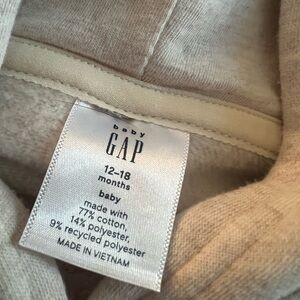 baby
GAP
12–18
months
baby
made with
77% cotton,
14% polyester,
9% recycled polyester
MADE IN VIETNAM